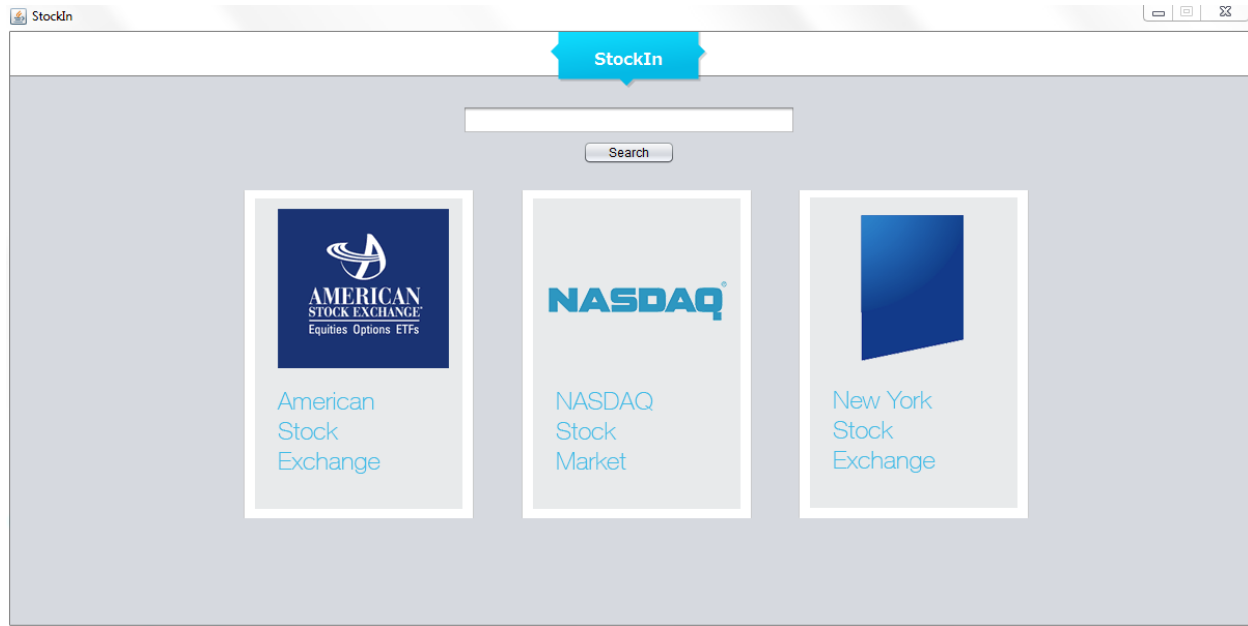 StockIn
StockIn
Search
AMERICAN
STOCK EXCHANGE
Equities Options ETFs
American
Stock
Exchange
NASDAQ®
NASDAQ
Stock
Market
New York
Stock
Exchange